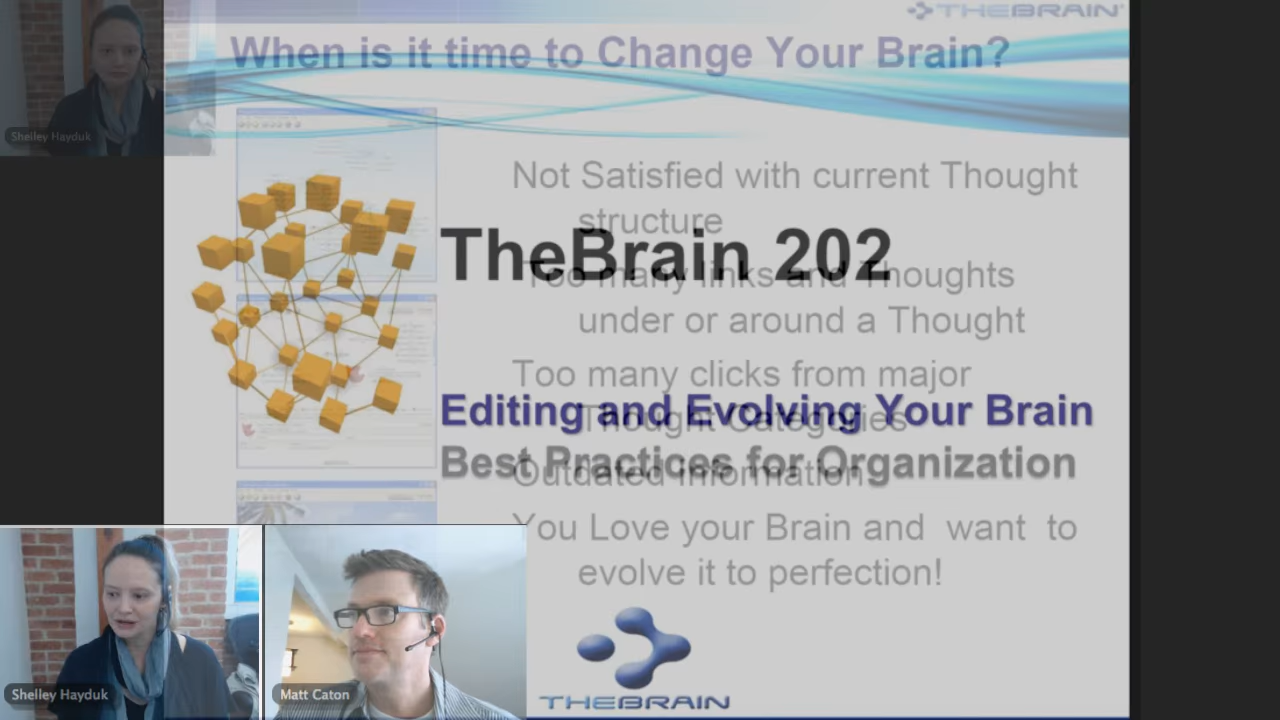 THEBRAIN
When is it time to Change Your Brain?
Shelley Hayduk
Not Satisfied with current Thought
structure
TheBrain 202
Too many links and Thoughts
under or around a Thought
Too many clicks from major
Thought Categories
Editing and Evolving Your Brain
Best Practices for Organization
Outdated information
You Love your Brain and want to
evolve it to perfection!
THEBRAIN
Shelley Hayduk
Matt Caton